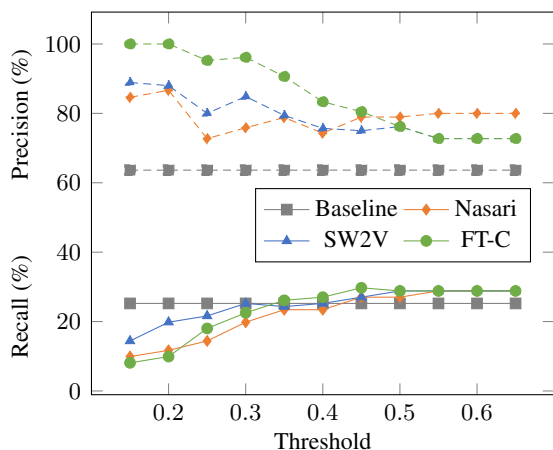 Precision (%)
Recall (%)
100
80
60
40
20
0
Baseline Nasari
SW2V FT-C
0.2 0.3 0.4 0.5 0.6
Threshold